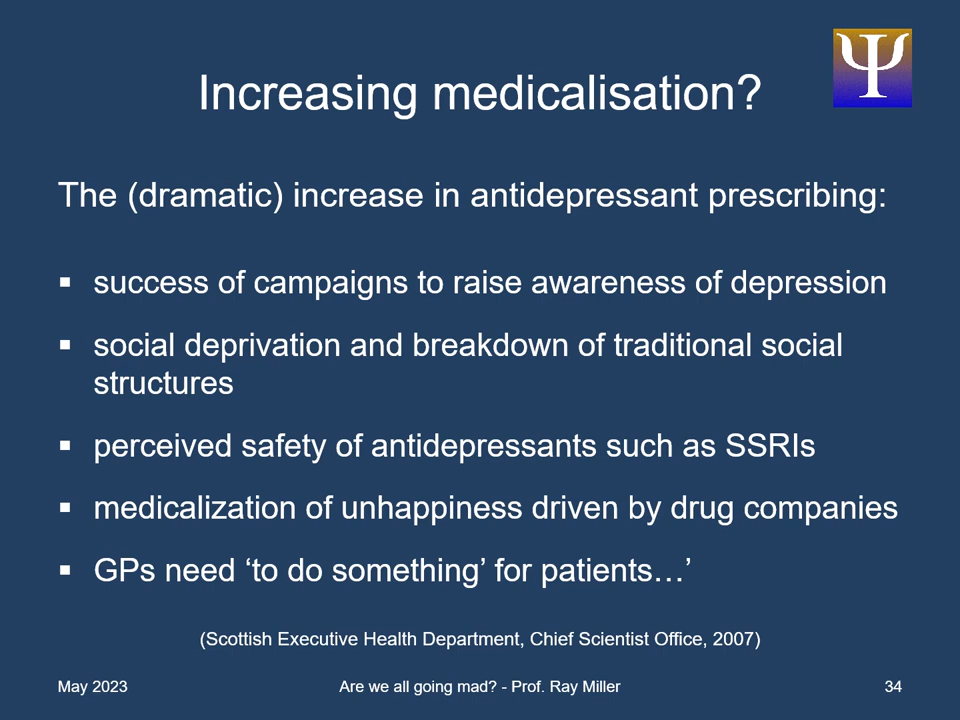 Ψ
Increasing medicalisation?
The (dramatic) increase in antidepressant prescribing:
▪ success of campaigns to raise awareness of depression
▪ social deprivation and breakdown of traditional social
structures
▪ perceived safety of antidepressants such as SSRIs
▪ medicalization of unhappiness driven by drug companies
▪ GPs need ‘to do something’ for patients…’
(Scottish Executive Health Department, Chief Scientist Office, 2007)
May 2023 Are we all going mad? - Prof. Ray Miller 34